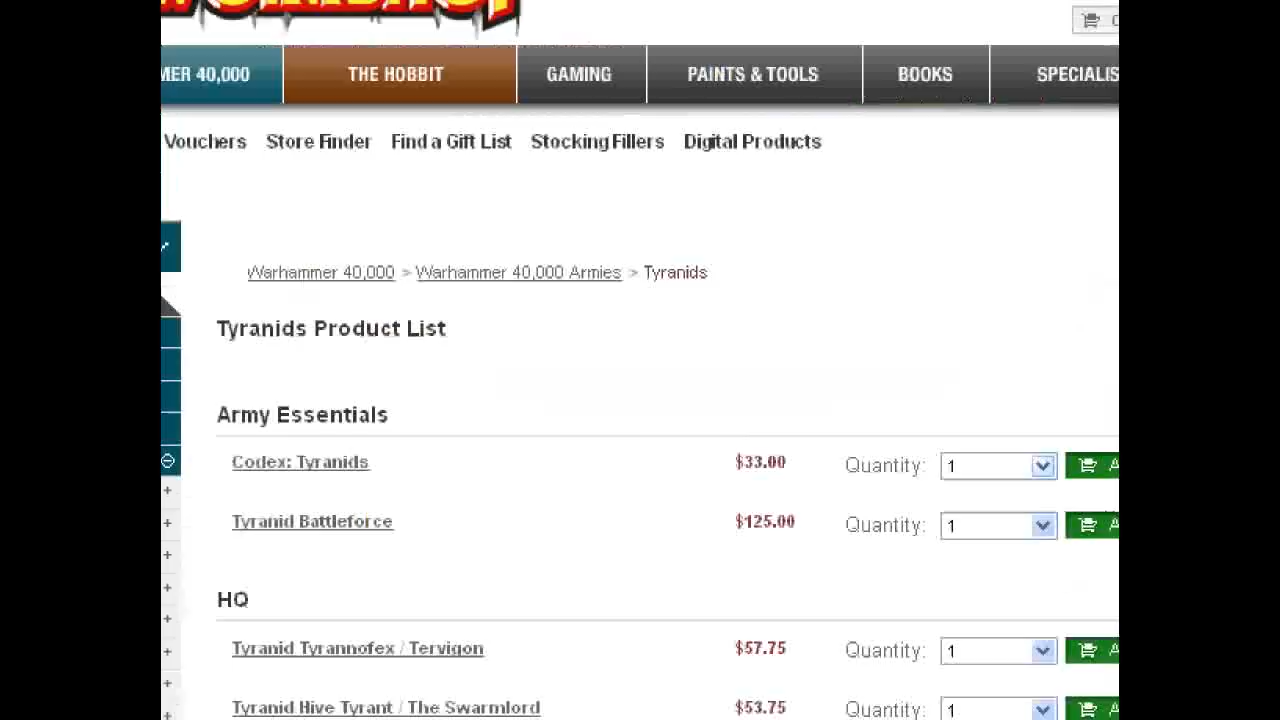 WORKSHOP
MER 40,000 THE HOBBIT GAMING PAINTS & TOOLS BOOKS SPECIALIS
Vouchers Store Finder Find a Gift List Stocking Fillers Digital Products
Warhammer 40,000 > Warhammer 40,000 Armies > Tyranids
Tyranids Product List
Army Essentials
Codex: Tyranids $33.00 Quantity: 1 A
Tyranid Battleforce $125.00 Quantity: 1 A
HQ
Tyranid Tyrannofex / Tervigon $57.75 Quantity: 1 A
Tyranid Hive Tyrant / The Swarmlord $53.75 Quantity: 1 A